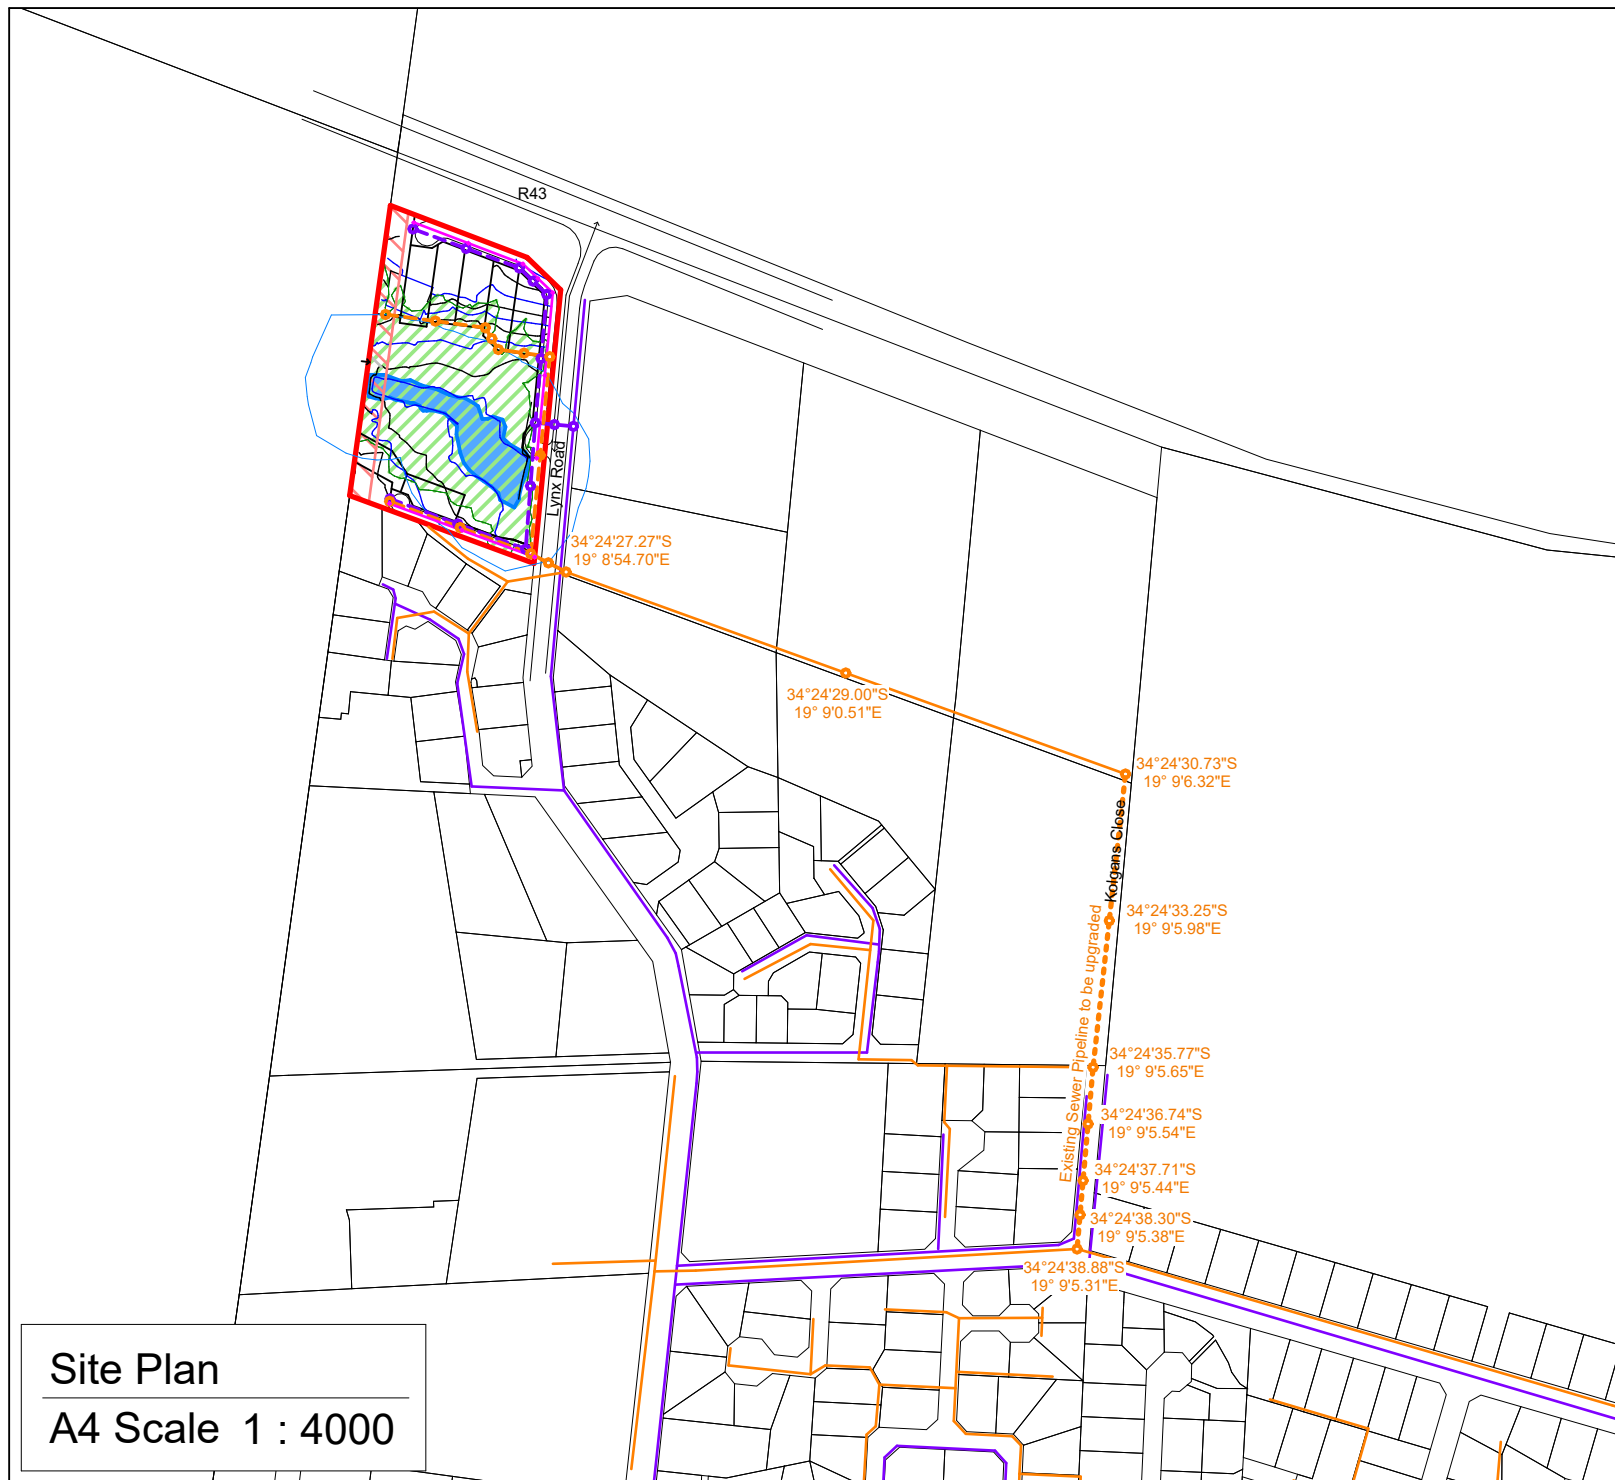 R43
Lynx Road
34°24'27.27"S
19° 8'54.70"E
34°24'29.00"S
19° 9'0.51"E
34°24'30.73"S
19° 9'6.32"E
Kolgans Close
34°24'33.25"S
19° 9'5.98"E
Existing Sewer Pipeline to be upgraded
34°24'35.77"S
19° 9'5.65"E
34°24'36.74"S
19° 9'5.54"E
34°24'37.71"S
19° 9'5.44"E
34°24'38.30"S
19° 9'5.38"E
34°24'38.88"S
19° 9'5.31"E
Site Plan
A4 Scale 1 : 4000